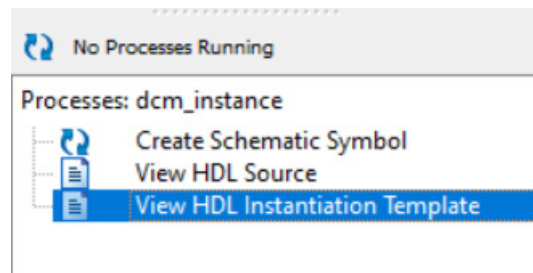 No Processes Running
Processes: dcm_instance
Create Schematic Symbol
View HDL Source
View HDL Instantiation Template